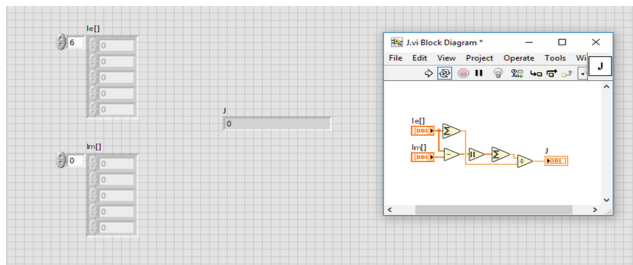 Ie[]
6
0
0
0
0
0
J
0
Im[]
0
0
0
0
0
0
J.vi Block Diagram *
File Edit View Project Operate Tools Wi
J
Ie[]
DBL
Im[]
DBL
J
DBL